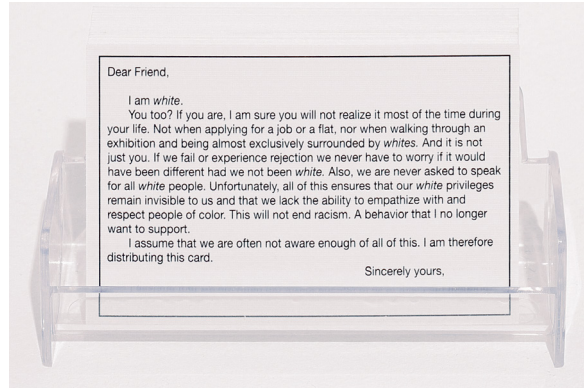 Dear Friend,
I am white.
You too? If you are, I am sure you will not realize it most of the time during
your life. Not when applying for a job or a flat, nor when walking through an
exhibition and being almost exclusively surrounded by whites. And it is not
just you. If we fail or experience rejection we never have to worry if it would
have been different had we not been white. Also, we are never asked to speak
for all white people. Unfortunately, all of this ensures that our white privileges
remain invisible to us and that we lack the ability to empathize with and
respect people of color. This will not end racism. A behavior that I no longer
want to support.
I assume that we are often not aware enough of all of this. I am therefore
distributing this card.
Sincerely yours,